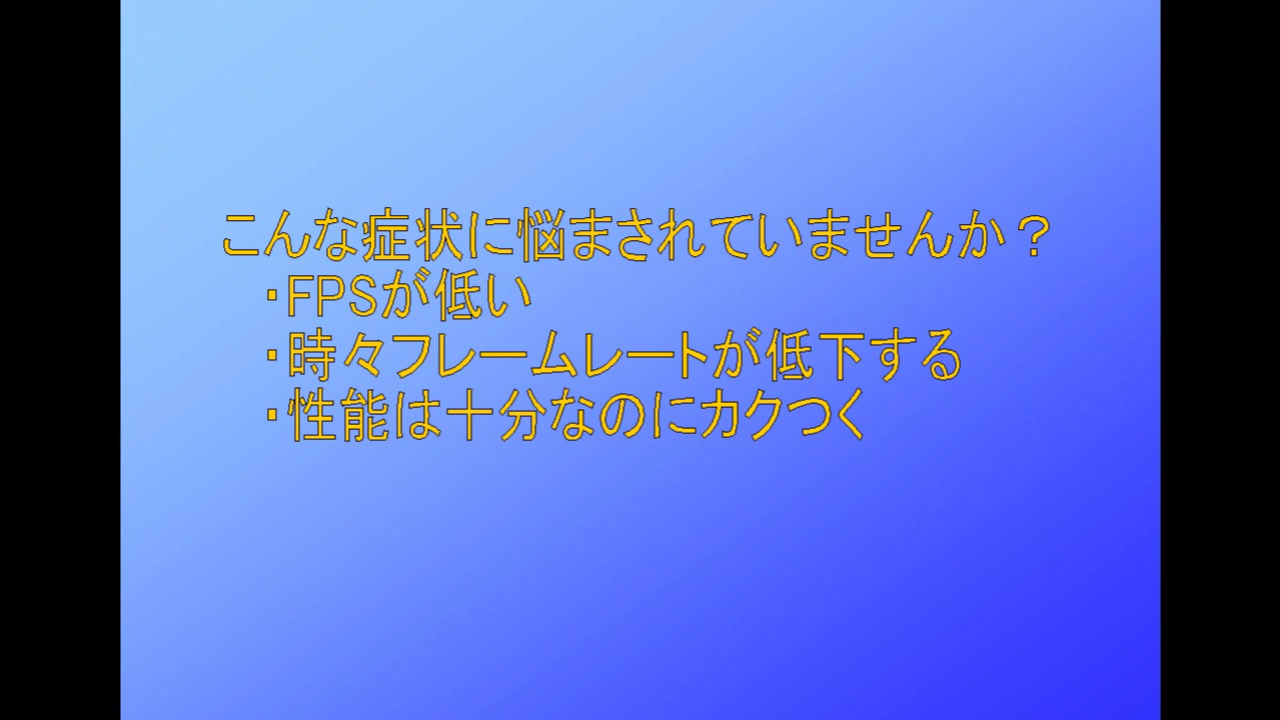 こんな症状に悩まされていませんか？
・FPSが低い
・時々フレームレートが低下する
・性能は十分なのにカクつく